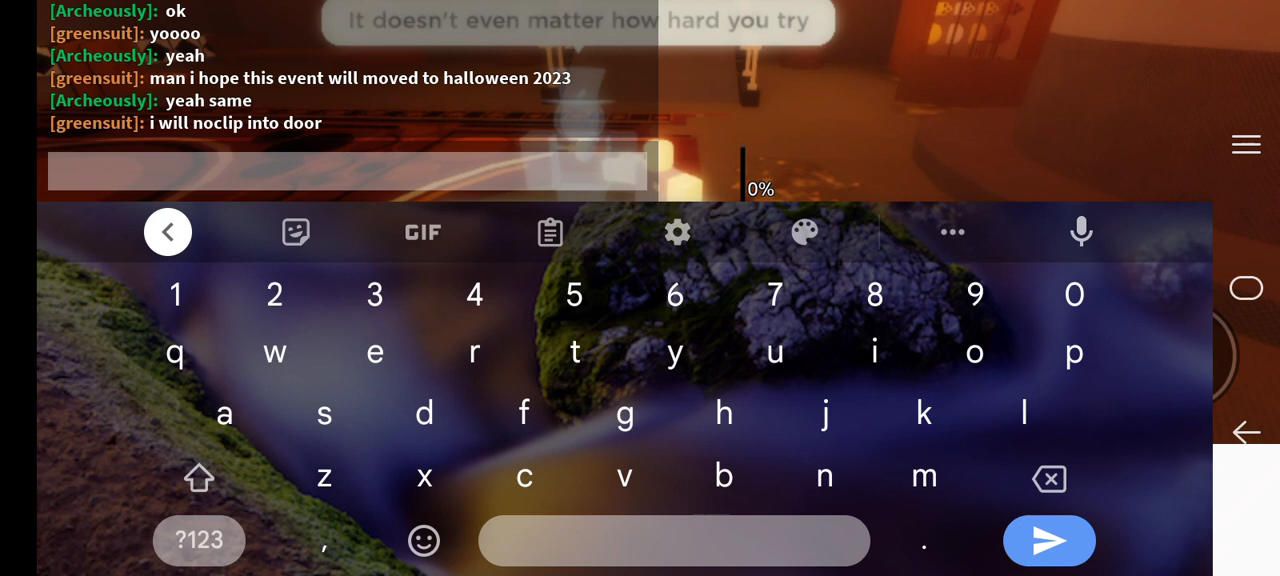 [Archeously]: ok
It doesn't even matter how hard you try
[greensuit]: yoooo
[Archeously]: yeah
[greensuit]: man i hope this event will moved to halloween 2023
[Archeously]: yeah same
[greensuit]: i will noclip into door
0%
GIF
1 2 3 4 5 6 7 8 9 0
q w e r t y u i o p
a s d f g h j k l
z x c v b n m
?123 , .